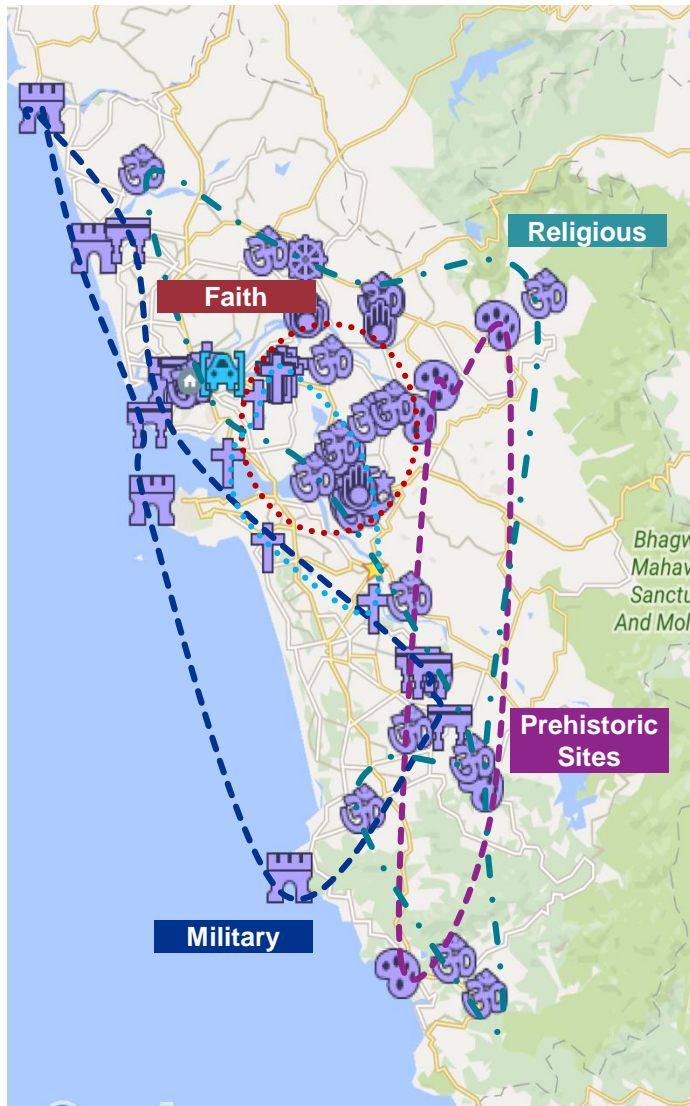 Religious
Faith
Bhagw
Mahav
Sanctu
And Mol
Prehistoric
Sites
Military